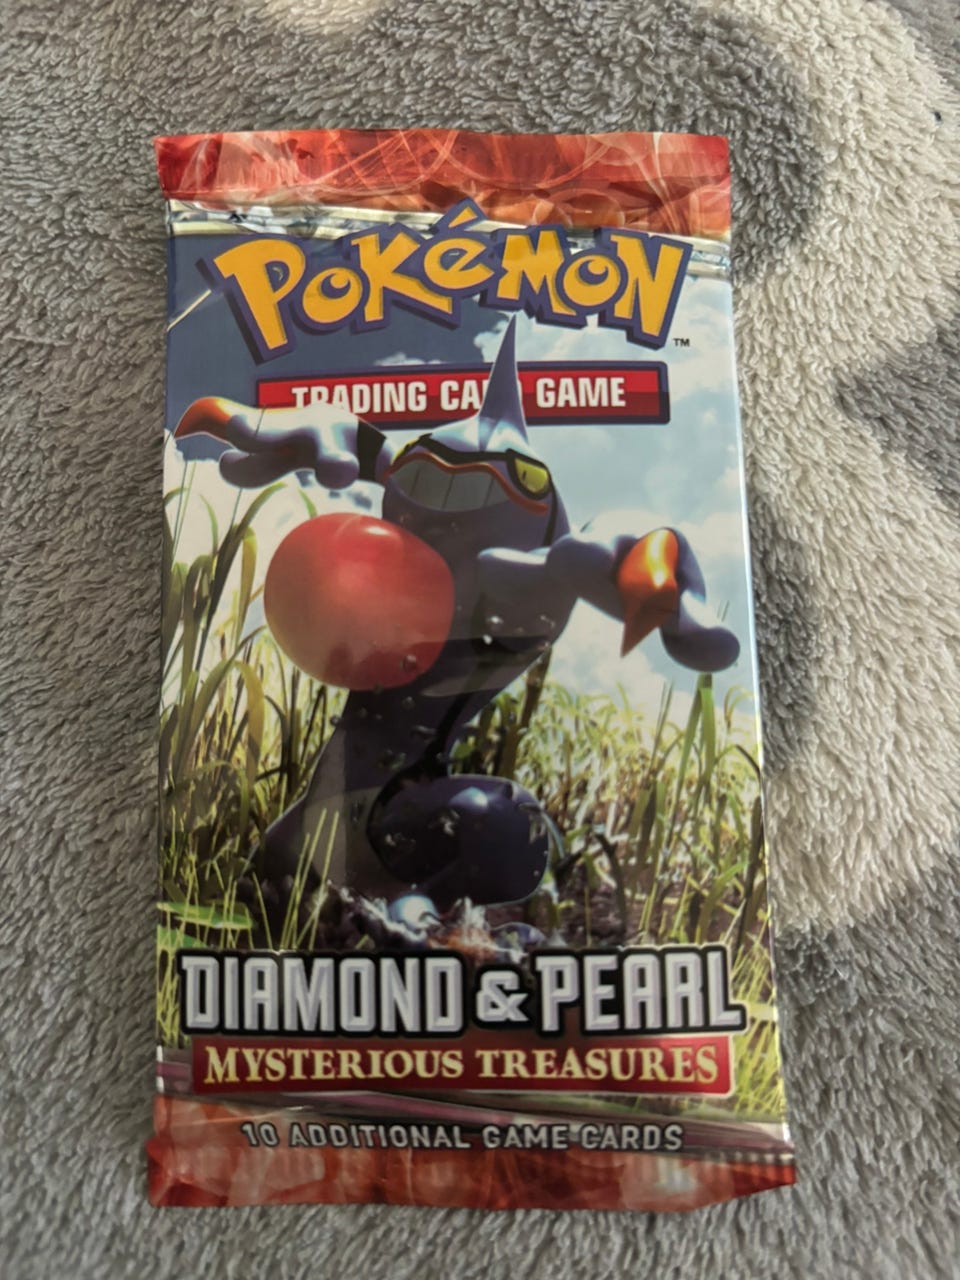 POKéMON
TM
TRADING CARD GAME
DIAMOND & PEARL
MYSTERIOUS TREASURES
10 ADDITIONAL GAME CARDS